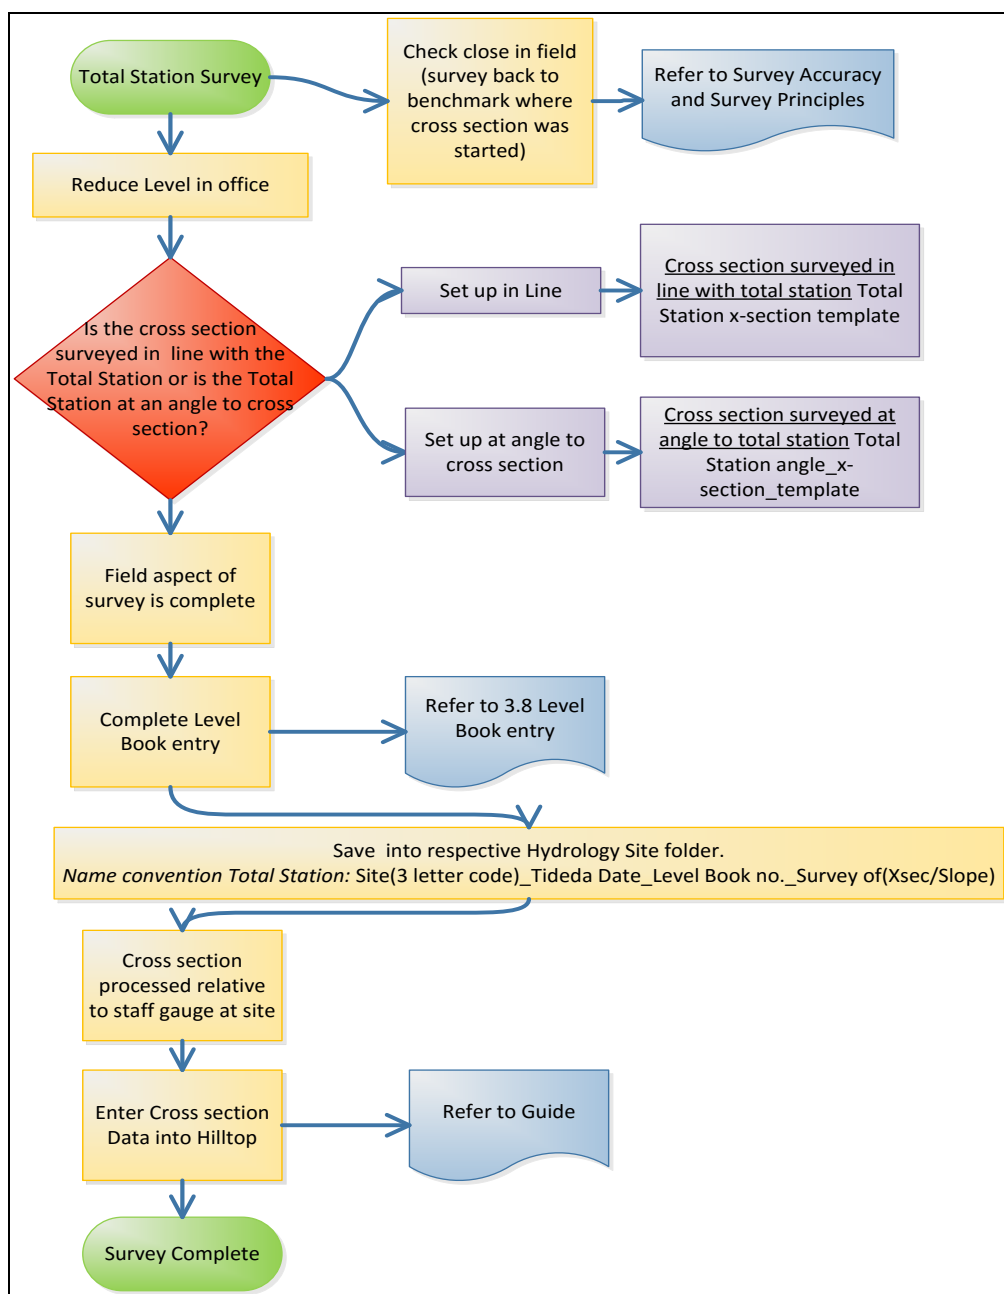 Total Station Survey
Check close in field
(survey back to
benchmark where
cross section was
started)
Refer to Survey Accuracy
and Survey Principles
Reduce Level in office
Is the cross section
surveyed in  line with the
Total Station or is the Total
Station at an angle to cross
section?
Set up in Line
Cross section surveyed in
line with total station Total
Station x-section template
Set up at angle to
cross section
Cross section surveyed at
angle to total station Total
Station angle_x-
section_template
Field aspect of
survey is complete
Complete Level
Book entry
Refer to 3.8 Level
Book entry
Save  into respective Hydrology Site folder.
Name convention Total Station: Site(3 letter code)_Tideda Date_Level Book no._Survey of(Xsec/Slope)
Cross section
processed relative
to staff gauge at site
Enter Cross section
Data into Hilltop
Refer to Guide
Survey Complete